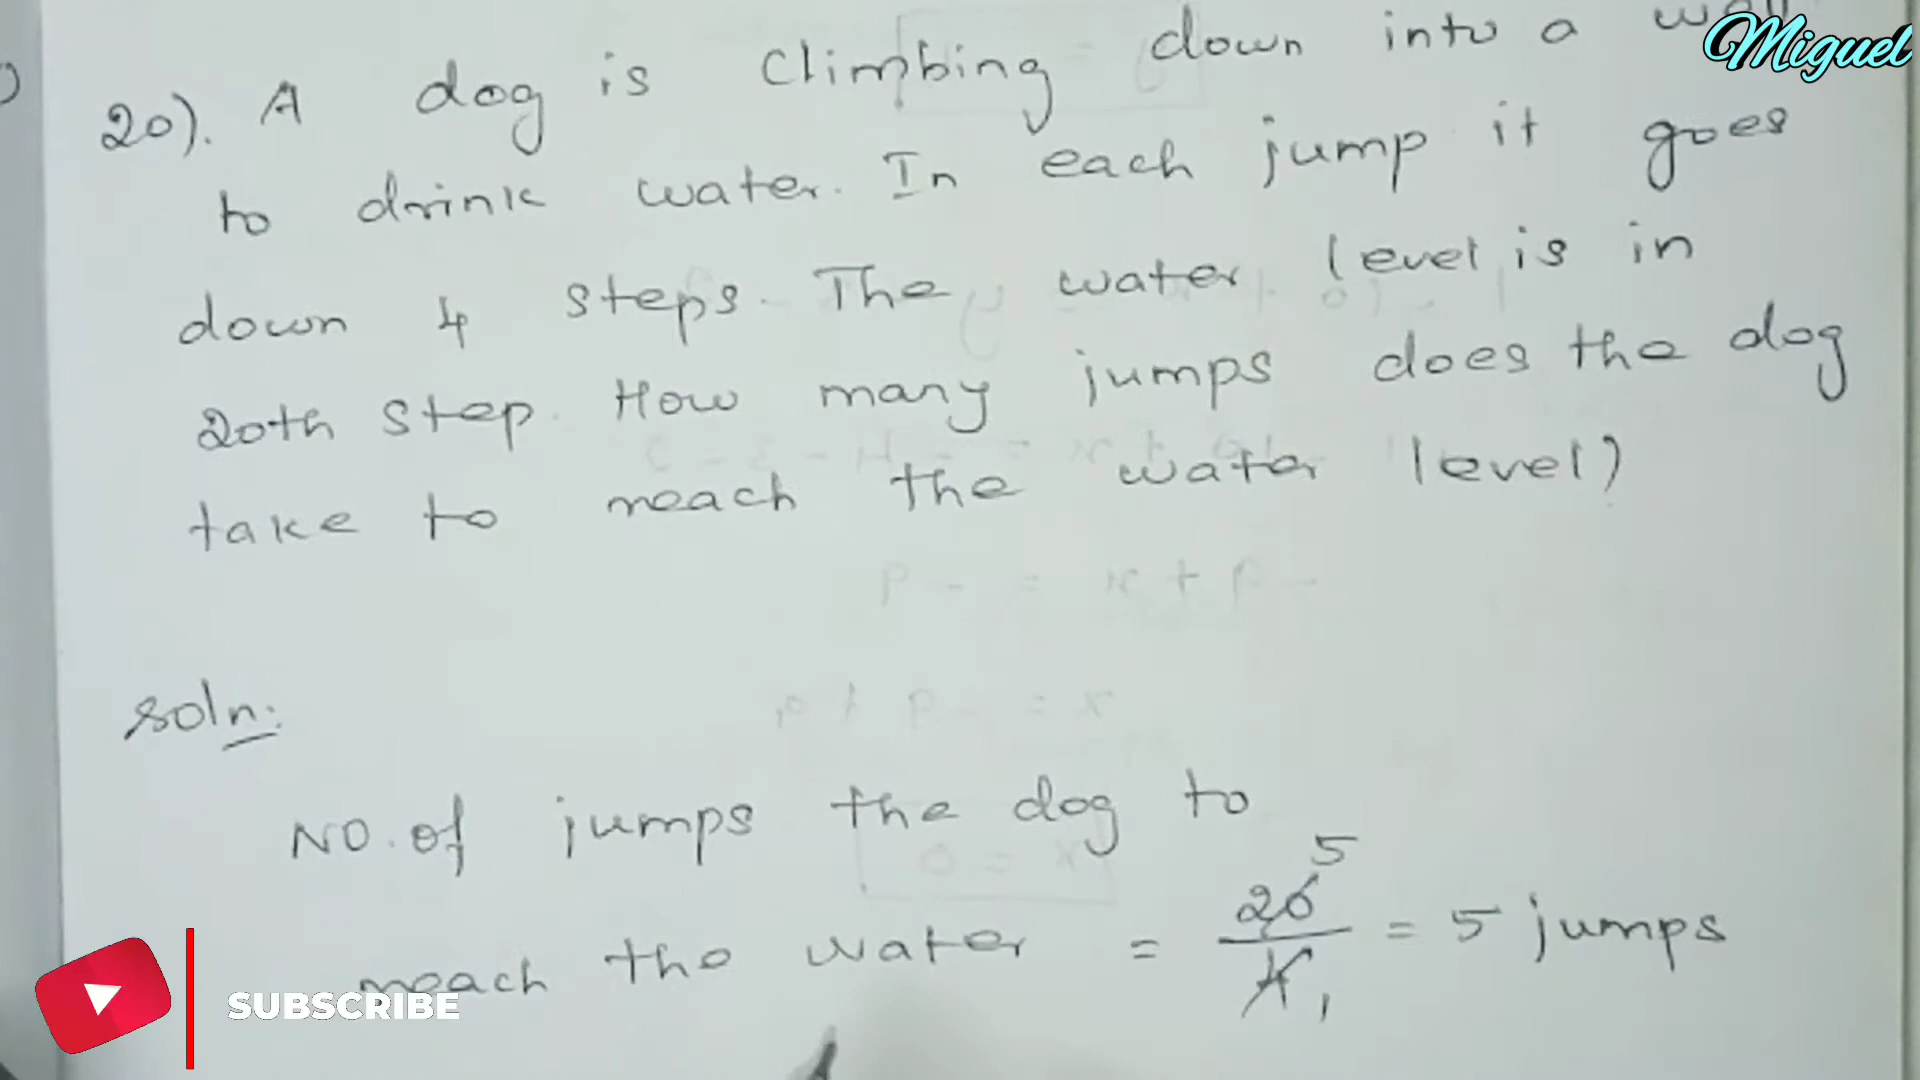 Miguel
20). A dog is Climbing down into a
to drink water. In each jump it goes
down 4 steps. The water level is in
20th step. How many jumps does the dog
take to reach the water level?
soln:
NO. of jumps the dog to
reach the water = 20/4 = 5 jumps
5
1
SUBSCRIBE